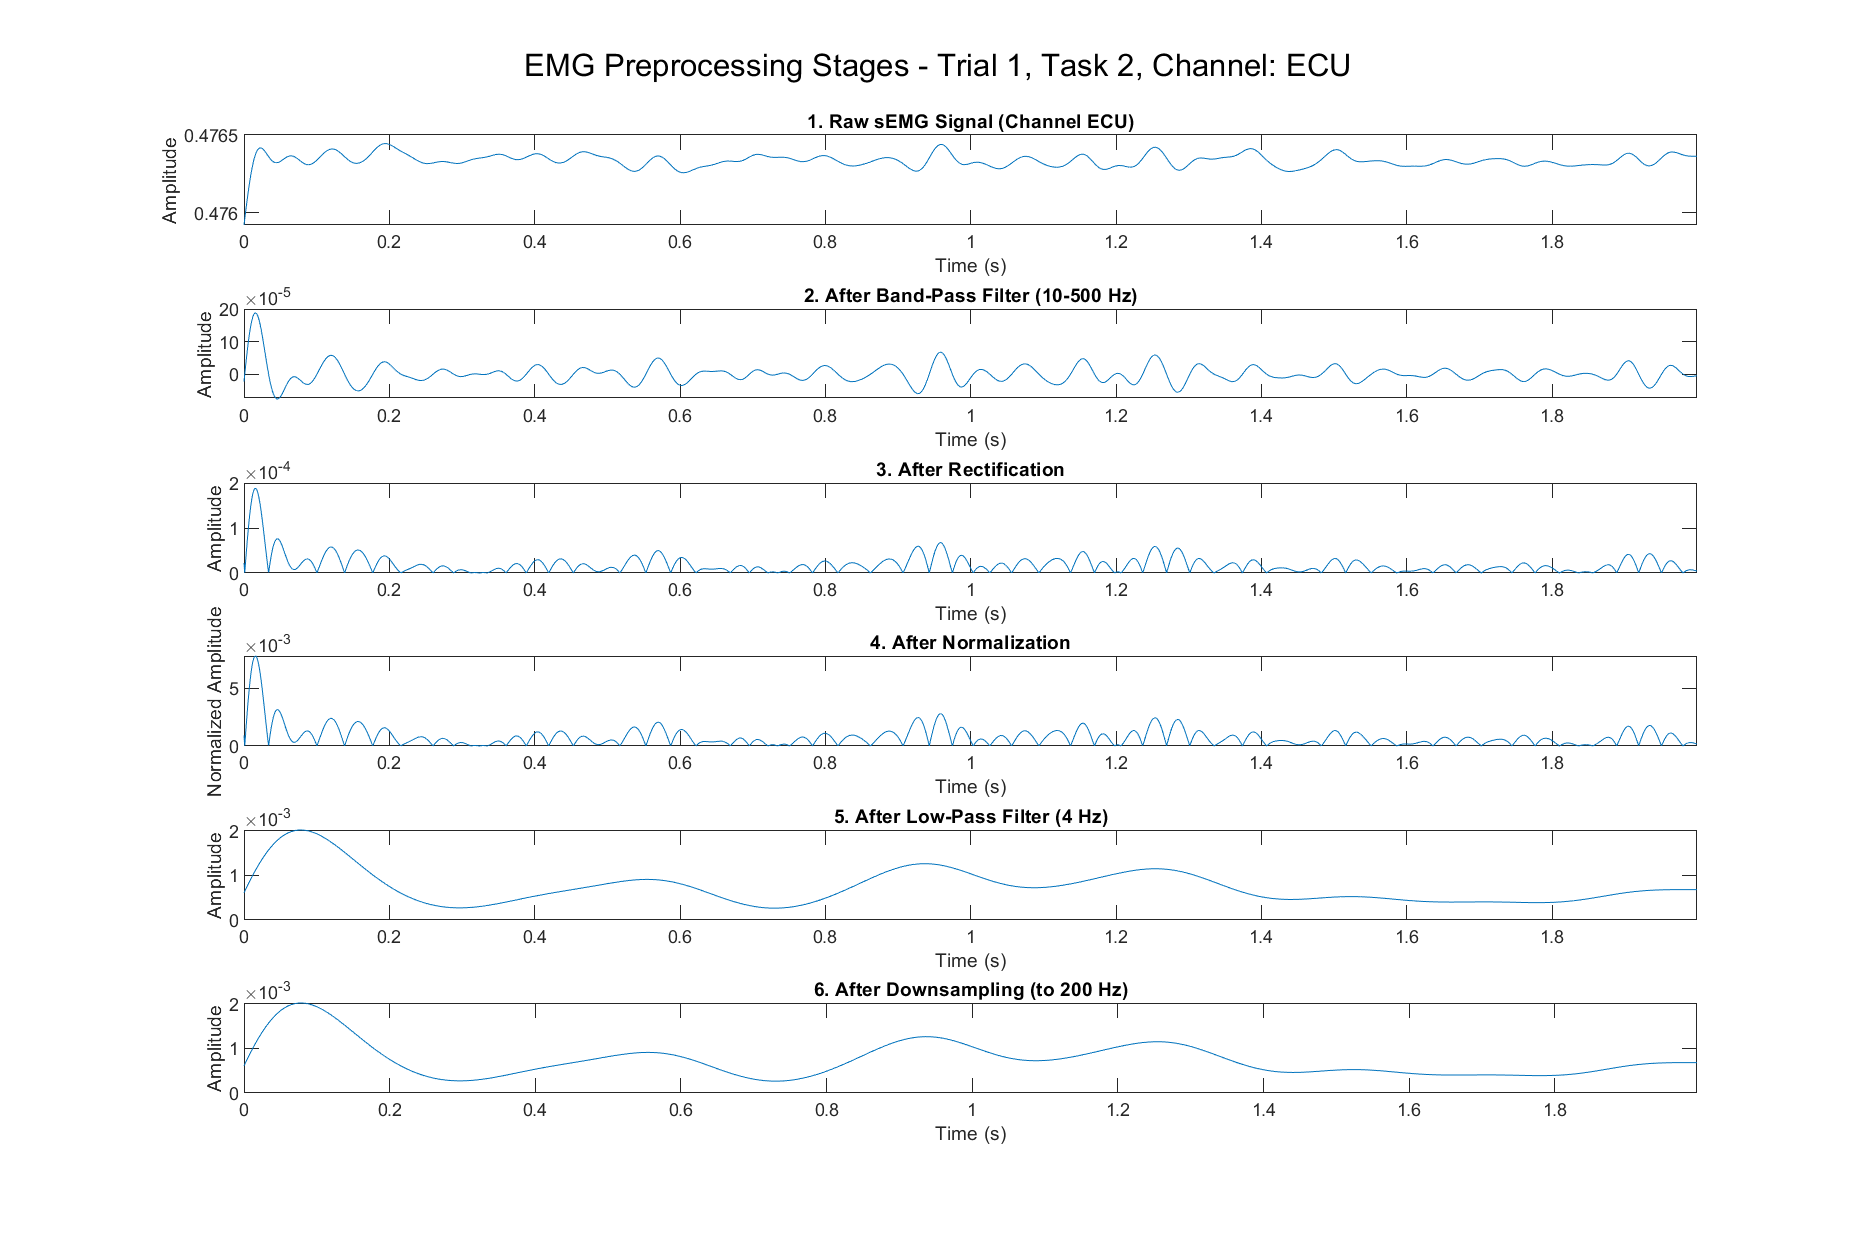 EMG Preprocessing Stages - Trial 1, Task 2, Channel: ECU
1. Raw sEMG Signal (Channel ECU)
0.4765
0.476
Amplitude
0 0.2 0.4 0.6 0.8 1 1.2 1.4 1.6 1.8
Time (s)
2. After Band-Pass Filter (10-500 Hz)
×10-5
20
10
0
Amplitude
0 0.2 0.4 0.6 0.8 1 1.2 1.4 1.6 1.8
Time (s)
3. After Rectification
×10-4
2
1
0
Amplitude
0 0.2 0.4 0.6 0.8 1 1.2 1.4 1.6 1.8
Time (s)
4. After Normalization
×10-3
5
0
Normalized Amplitude
0 0.2 0.4 0.6 0.8 1 1.2 1.4 1.6 1.8
Time (s)
5. After Low-Pass Filter (4 Hz)
×10-3
2
1
0
Amplitude
0 0.2 0.4 0.6 0.8 1 1.2 1.4 1.6 1.8
Time (s)
6. After Downsampling (to 200 Hz)
×10-3
2
1
0
Amplitude
0 0.2 0.4 0.6 0.8 1 1.2 1.4 1.6 1.8
Time (s)